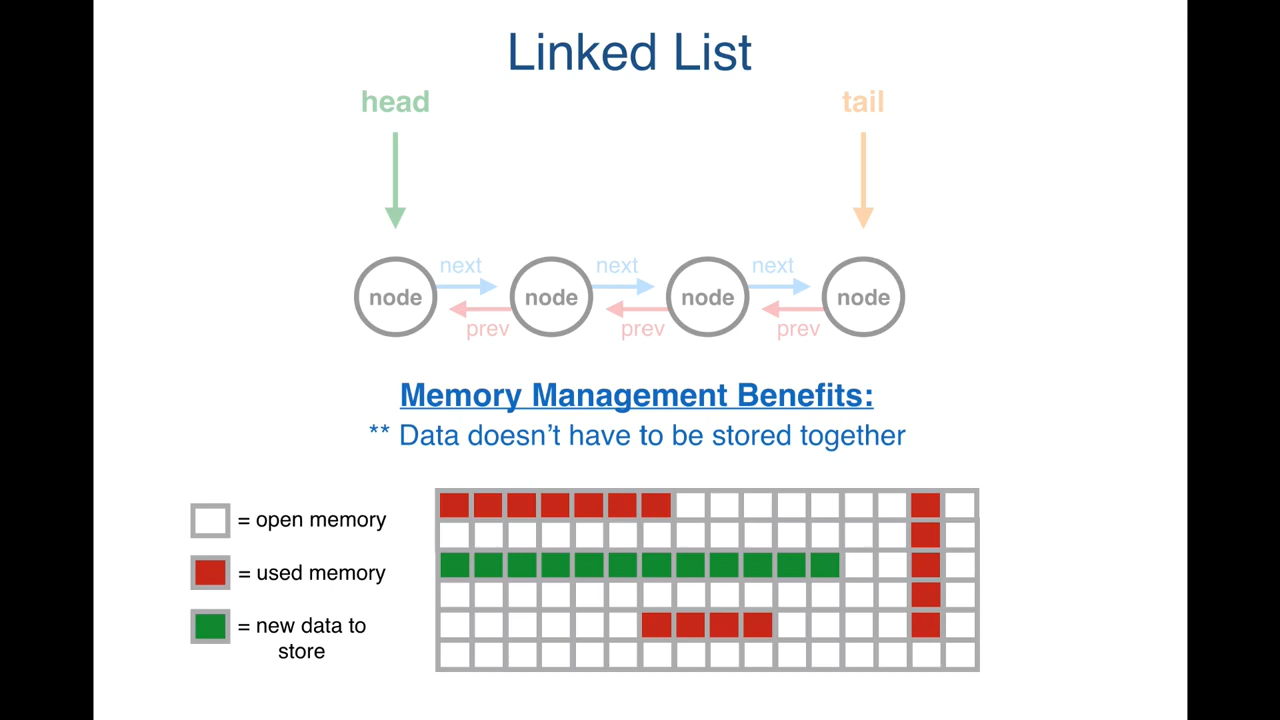 Linked List
head
tail
next
next
next
node
node
node
node
prev
prev
prev
Memory Management Benefits:
** Data doesn’t have to be stored together
= open memory
= used memory
= new data to
store